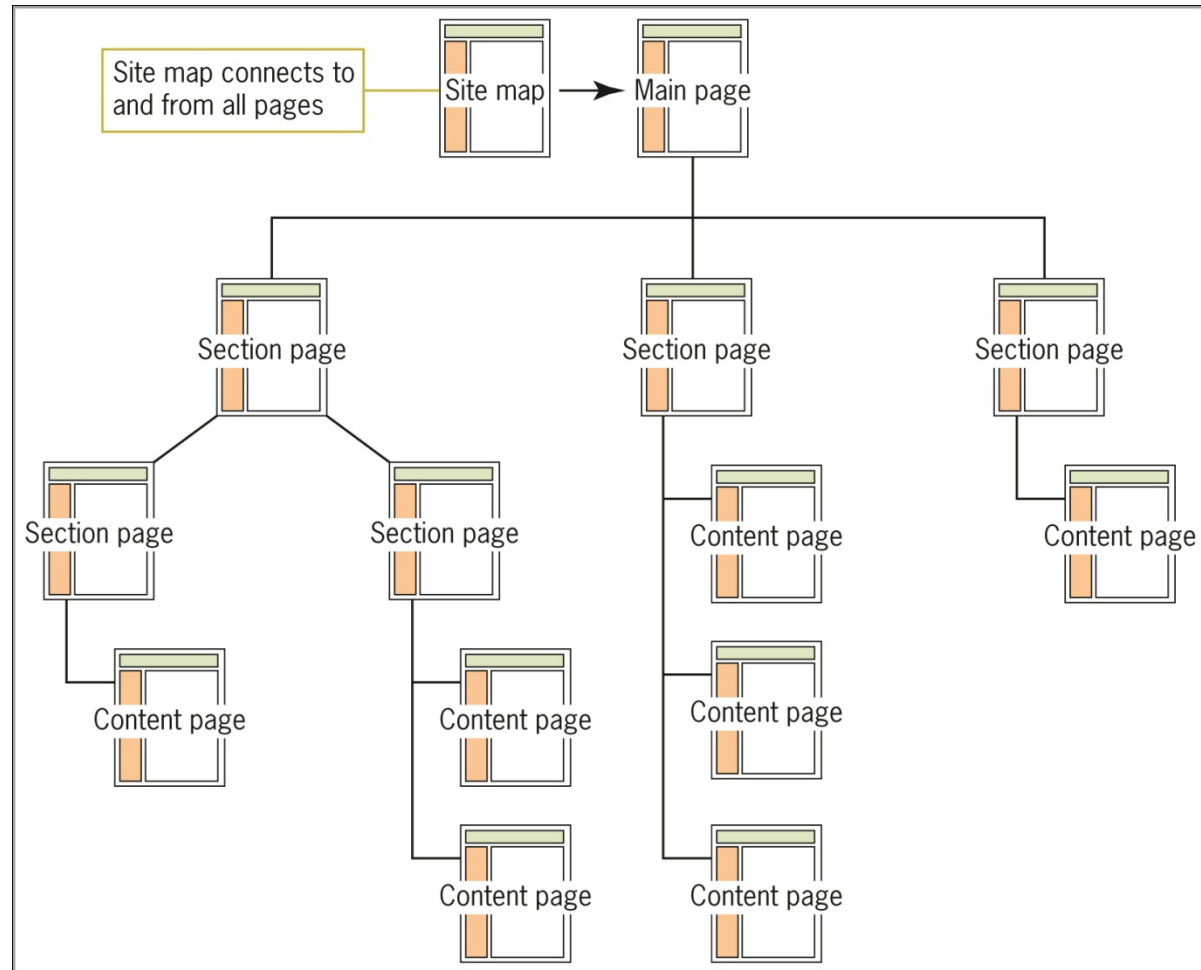 Site map connects to
and from all pages
Site map
Main page
Section page
Section page
Section page
Section page
Section page
Content page
Content page
Content page
Content page
Content page
Content page
Content page